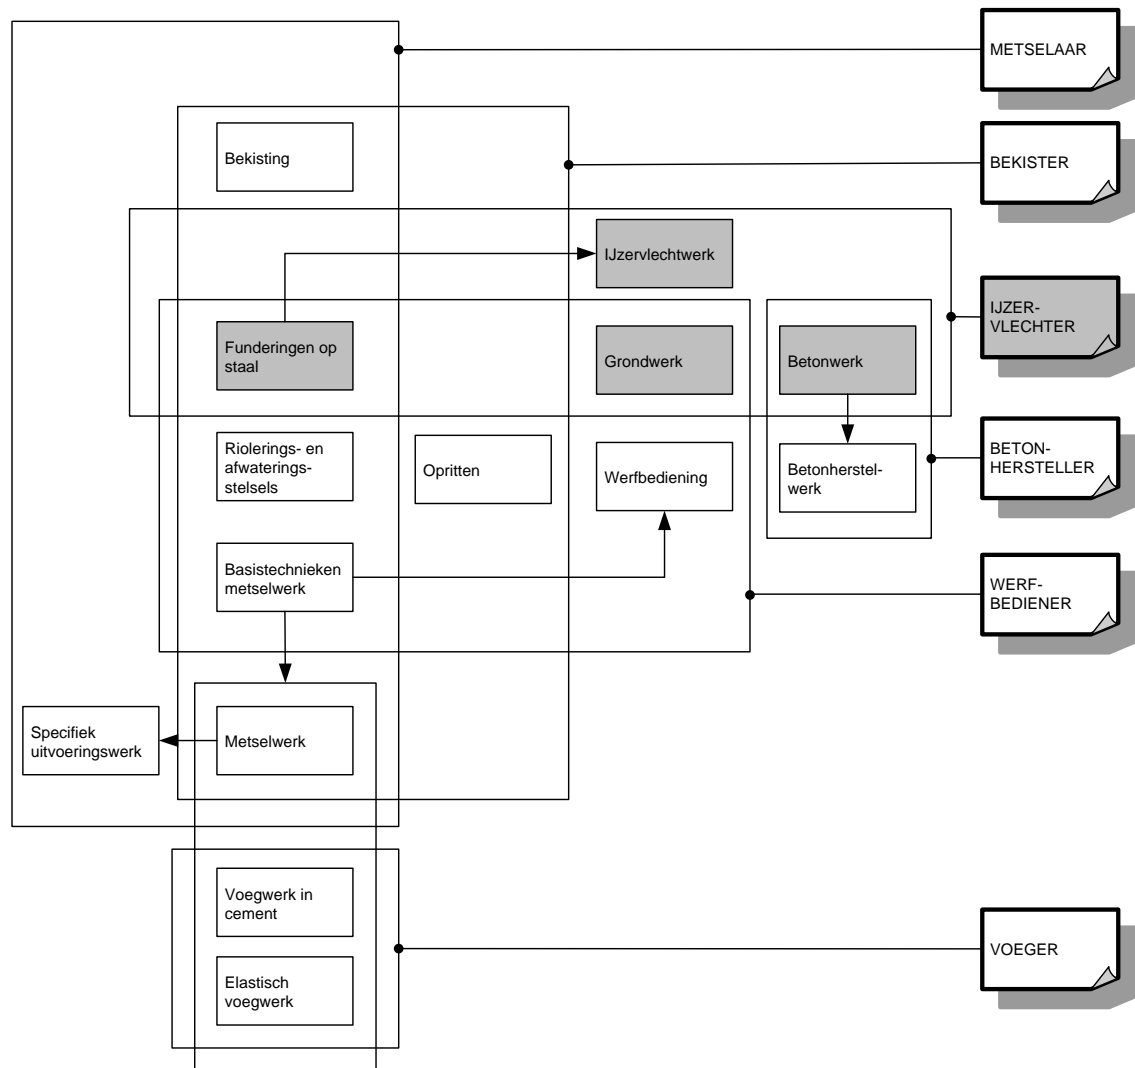 METSELAAR
Bekisting
BEKISTER
IJzervlechtwerk
IJZER-
VLECHTER
Funderingen op
staal
Grondwerk
Betonwerk
Riolerings- en
afwaterings-
stelsels
Opritten
Werfbediening
Betonherstel-
werk
BETON-
HERSTELLER
Basistechnieken
metselwerk
WERF-
BEDIENER
Specifiek
uitvoeringswerk
Metselwerk
Voegwerk in
cement
VOEGER
Elastisch
voegwerk